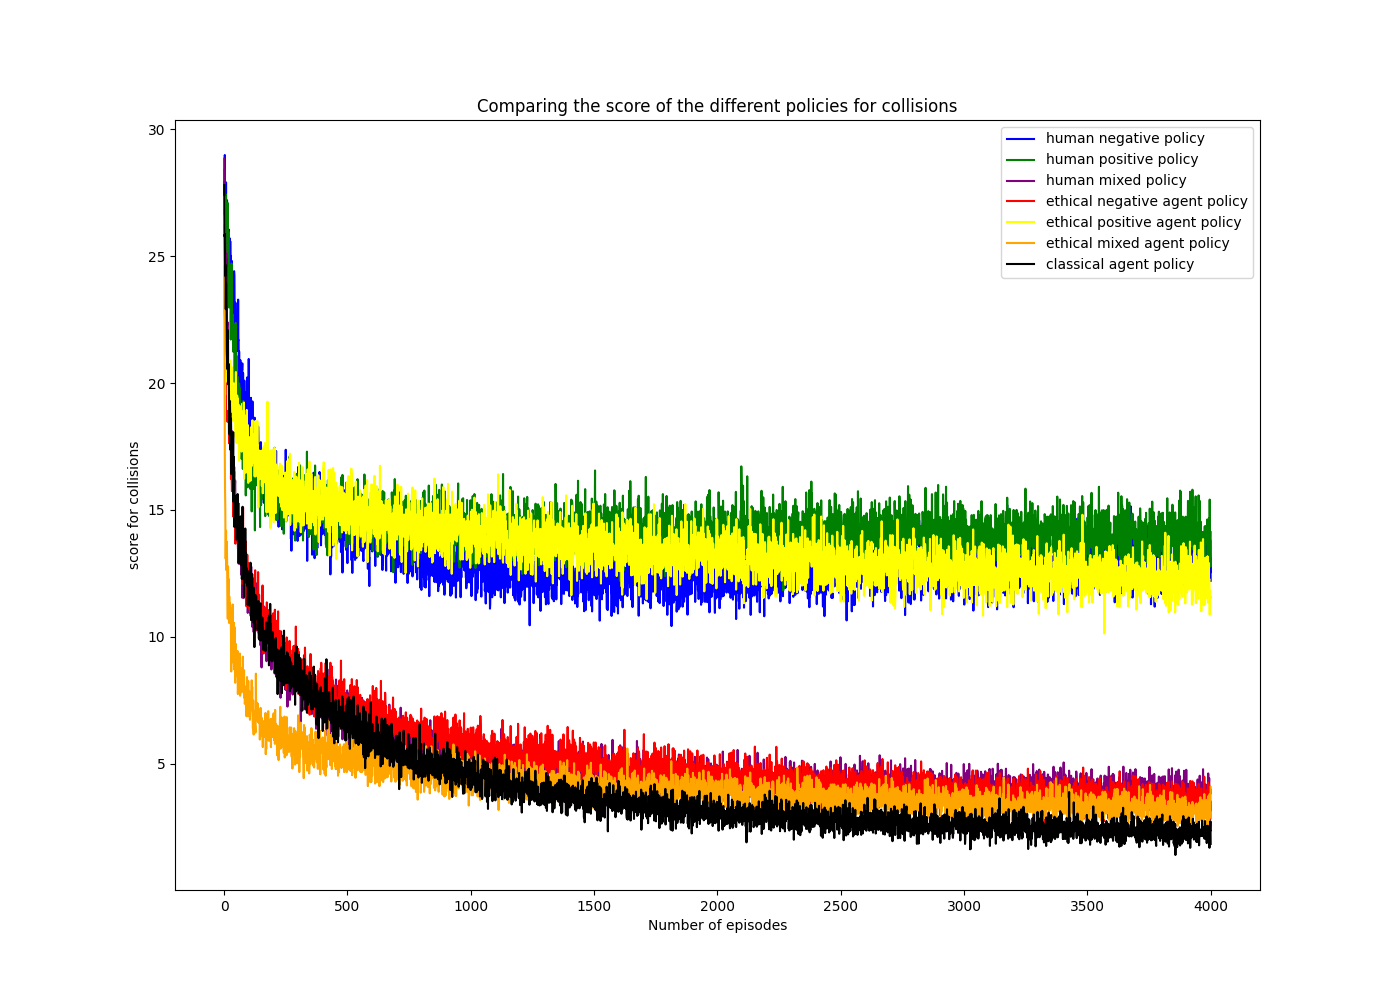 Comparing the score of the different policies for collisions
30
25
20
15
10
5
score for collisions
human negative policy
human positive policy
human mixed policy
ethical negative agent policy
ethical positive agent policy
ethical mixed agent policy
classical agent policy
0 500 1000 1500 2000 2500 3000 3500 4000
Number of episodes